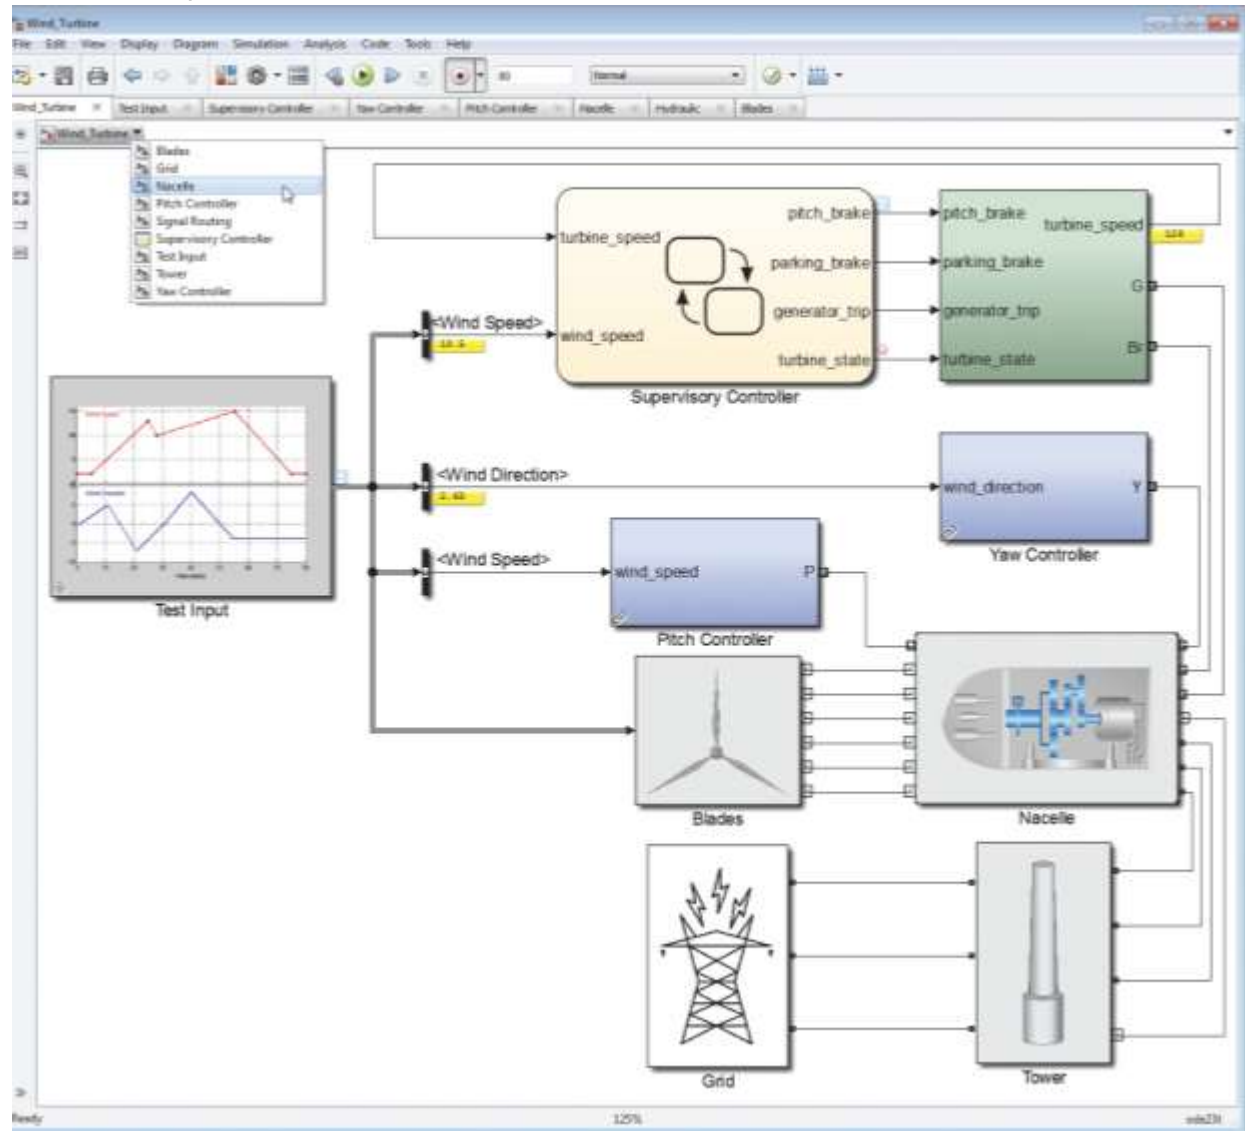 Wind_Turbine
File Edit View Display Diagram Simulation Analysis Code Tools Help
Normal
Wind_Turbine Test Input Supervisory Controller Yaw Controller Pitch Controller Nacelle Hydraulic Blades
Wind_Turbine
Blades
Grid
Nacelle
Pitch Controller
Signal Routing
Supervisory Controller
Test Input
Tower
Yaw Controller
turbine_speed
wind_speed
pitch_brake
parking_brake
generator_trip
turbine_state
Supervisory Controller
pitch_brake
parking_brake
generator_trip
turbine_state
turbine_speed
G
Br
<Wind Speed>
<Wind Direction>
<Wind Speed>
Test Input
wind_direction Y
Yaw Controller
wind_speed P
Pitch Controller
Blades
Nacelle
Grid
Tower
Ready 125%